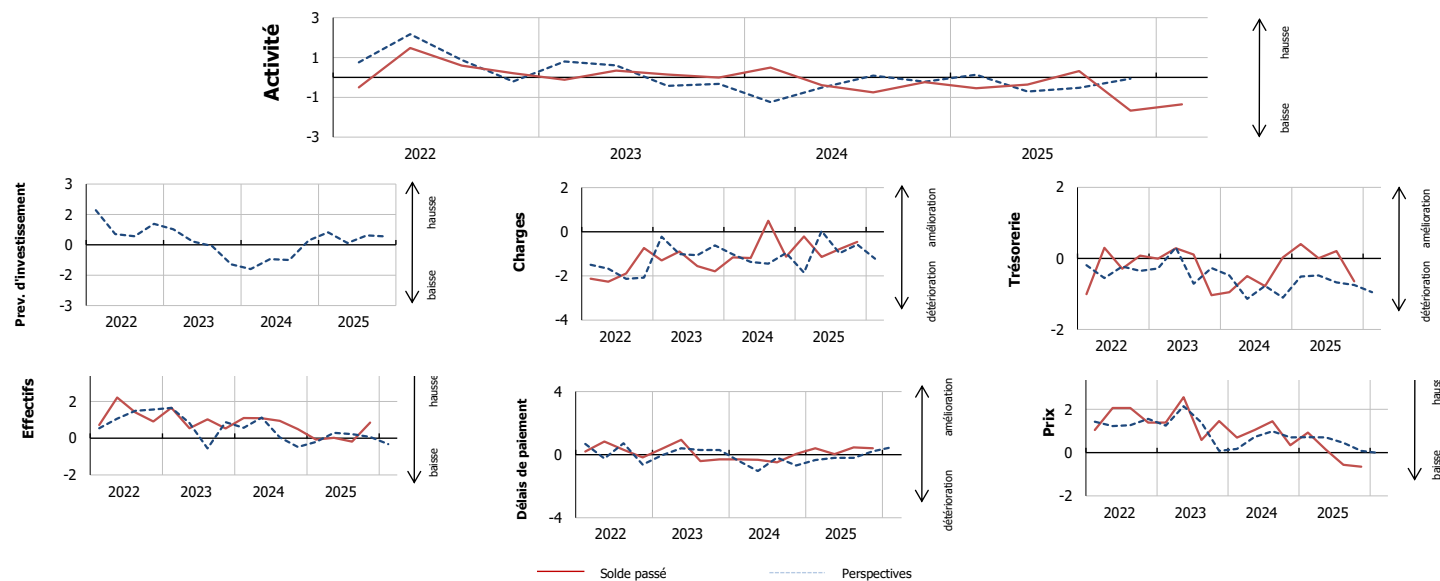 Activité
3
1
-1
-3
2022
2023
2024
2025
hausse
baisse
Prev. d'investissement
3
2
0
-2
-3
2022
2023
2024
2025
hausse
baisse
Charges
2
0
-2
-4
2022
2023
2024
2025
amélioration
détérioration
Trésorerie
2
0
-2
2022
2023
2024
2025
amélioration
détérioration
Effectifs
2
0
-2
2022
2023
2024
2025
hausse
baisse
Délais de paiement
4
0
-4
2022
2023
2024
2025
amélioration
détérioration
Prix
2
0
-2
2022
2023
2024
2025
hausse
baisse
Solde passé
Perspectives